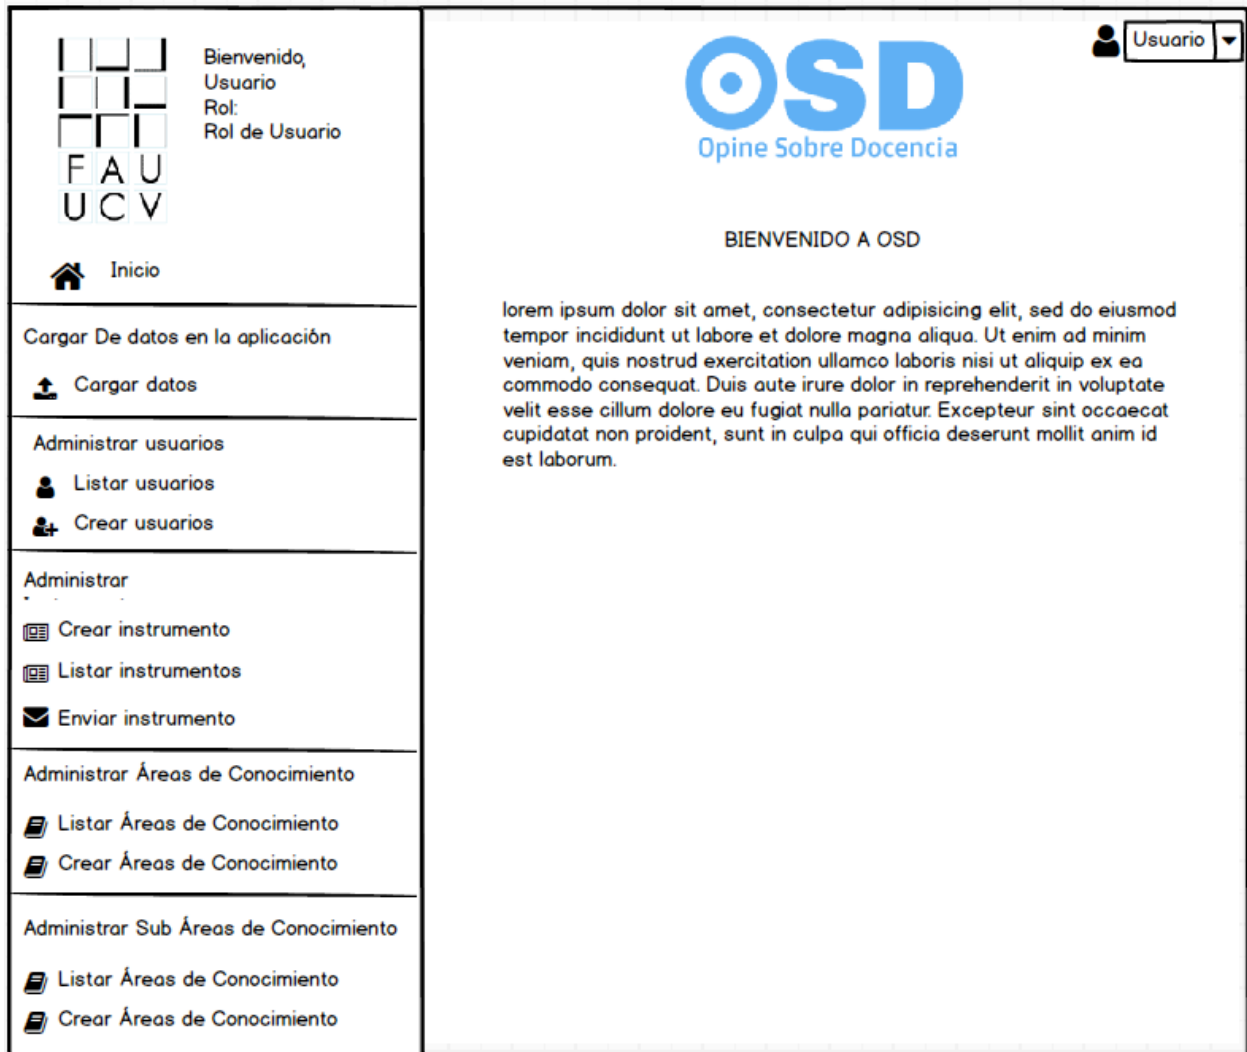 Bienvenido,
Usuario
Rol:
Rol de Usuario
F A U
U C V
Inicio
Cargar De datos en la aplicación
Cargar datos
Administrar usuarios
Listar usuarios
Crear usuarios
Administrar
Crear instrumento
Listar instrumentos
Enviar instrumento
Administrar Áreas de Conocimiento
Listar Áreas de Conocimiento
Crear Áreas de Conocimiento
Administrar Sub Áreas de Conocimiento
Listar Áreas de Conocimiento
Crear Áreas de Conocimiento
Usuario
OSD
Opine Sobre Docencia
BIENVENIDO A OSD
lorem ipsum dolor sit amet, consectetur adipisicing elit, sed do eiusmod
tempor incididunt ut labore et dolore magna aliqua. Ut enim ad minim
veniam, quis nostrud exercitation ullamco laboris nisi ut aliquip ex ea
commodo consequat. Duis aute irure dolor in reprehenderit in voluptate
velit esse cillum dolore eu fugiat nulla pariatur. Excepteur sint occaecat
cupidatat non proident, sunt in culpa qui officia deserunt mollit anim id
est laborum.